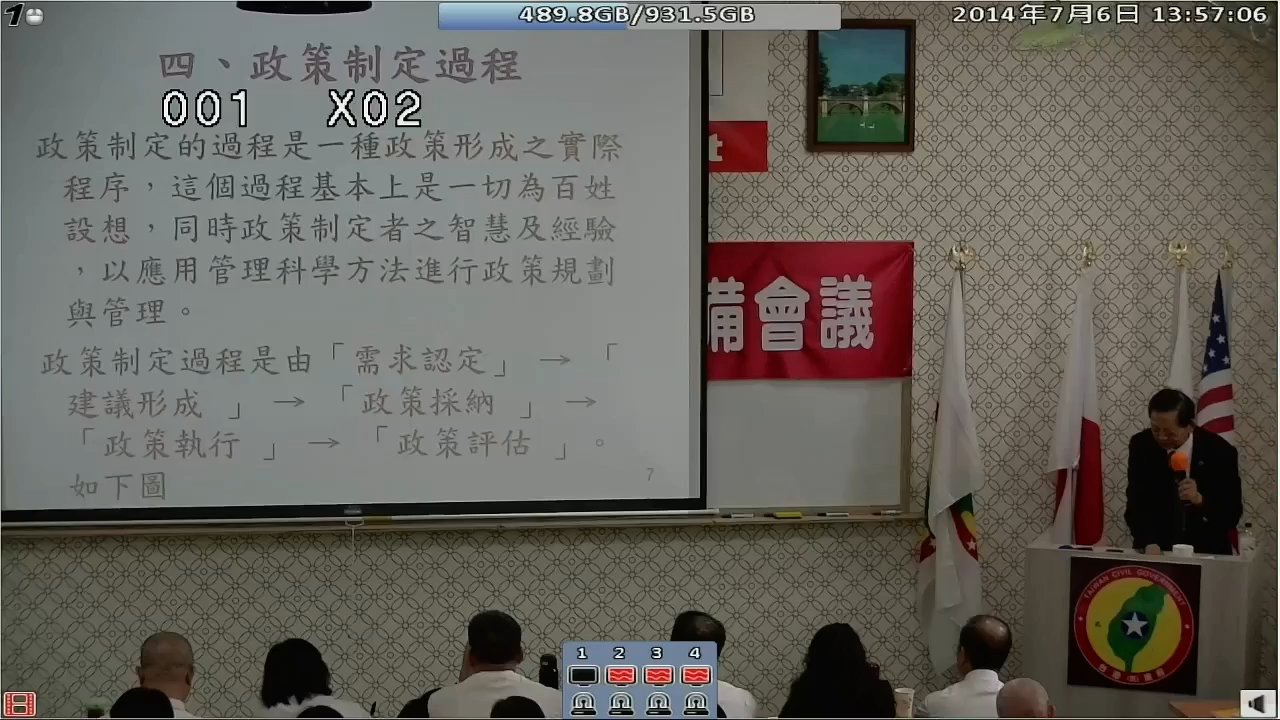 1
489.8GB/931.5GB
2014年7月6日 13:57:06
四、政策制定過程
001 X02
政策制定的過程是一種政策形成之實際
程序，這個過程基本上是一切為百姓
設想，同時政策制定者之智慧及經驗
，以應用管理科學方法進行政策規劃
與管理。
政策制定過程是由「需求認定」→「
建議形成 」→「政策採納 」→
「政策執行 」→「政策評估 」。
如下圖
7
t
備會議
TAIWAN CIVIL GOVERNMENT
1 2 3 4